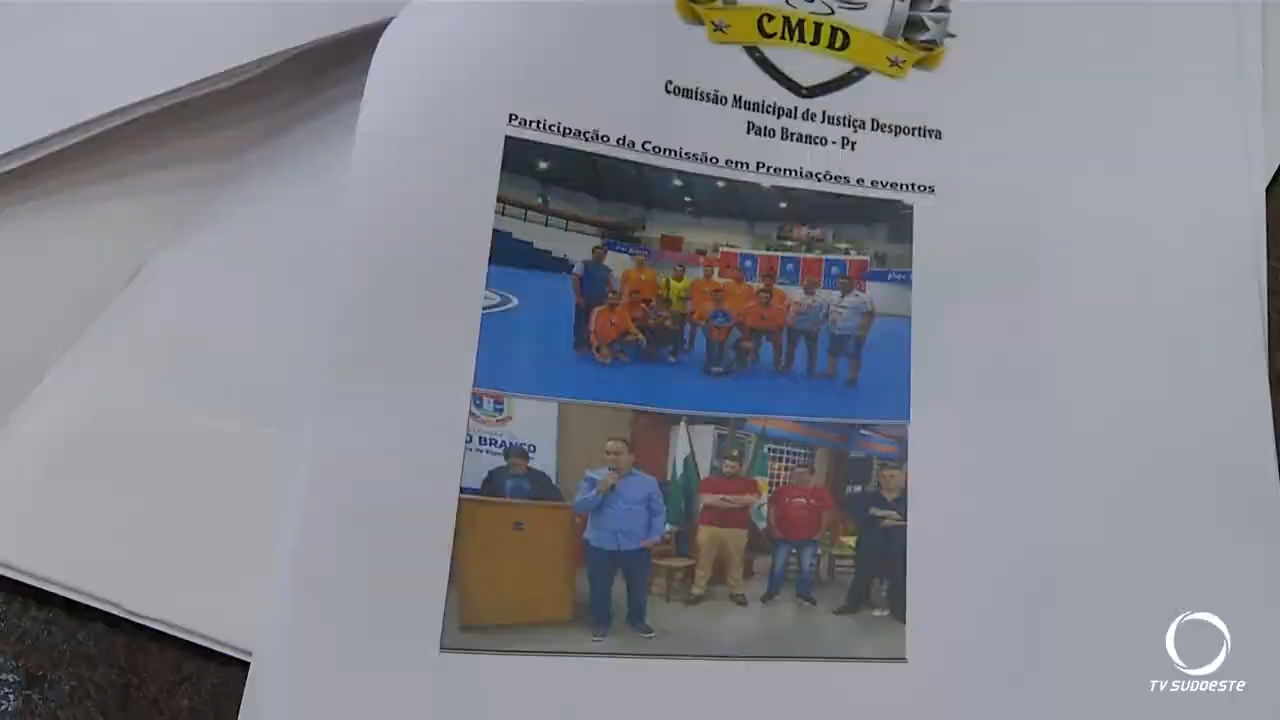 CMJD
Comissão Municipal de Justiça Desportiva
Pato Branco - Pr
Participação da Comissão em Premiações e eventos
O BRANCO
TV SUDOESTE